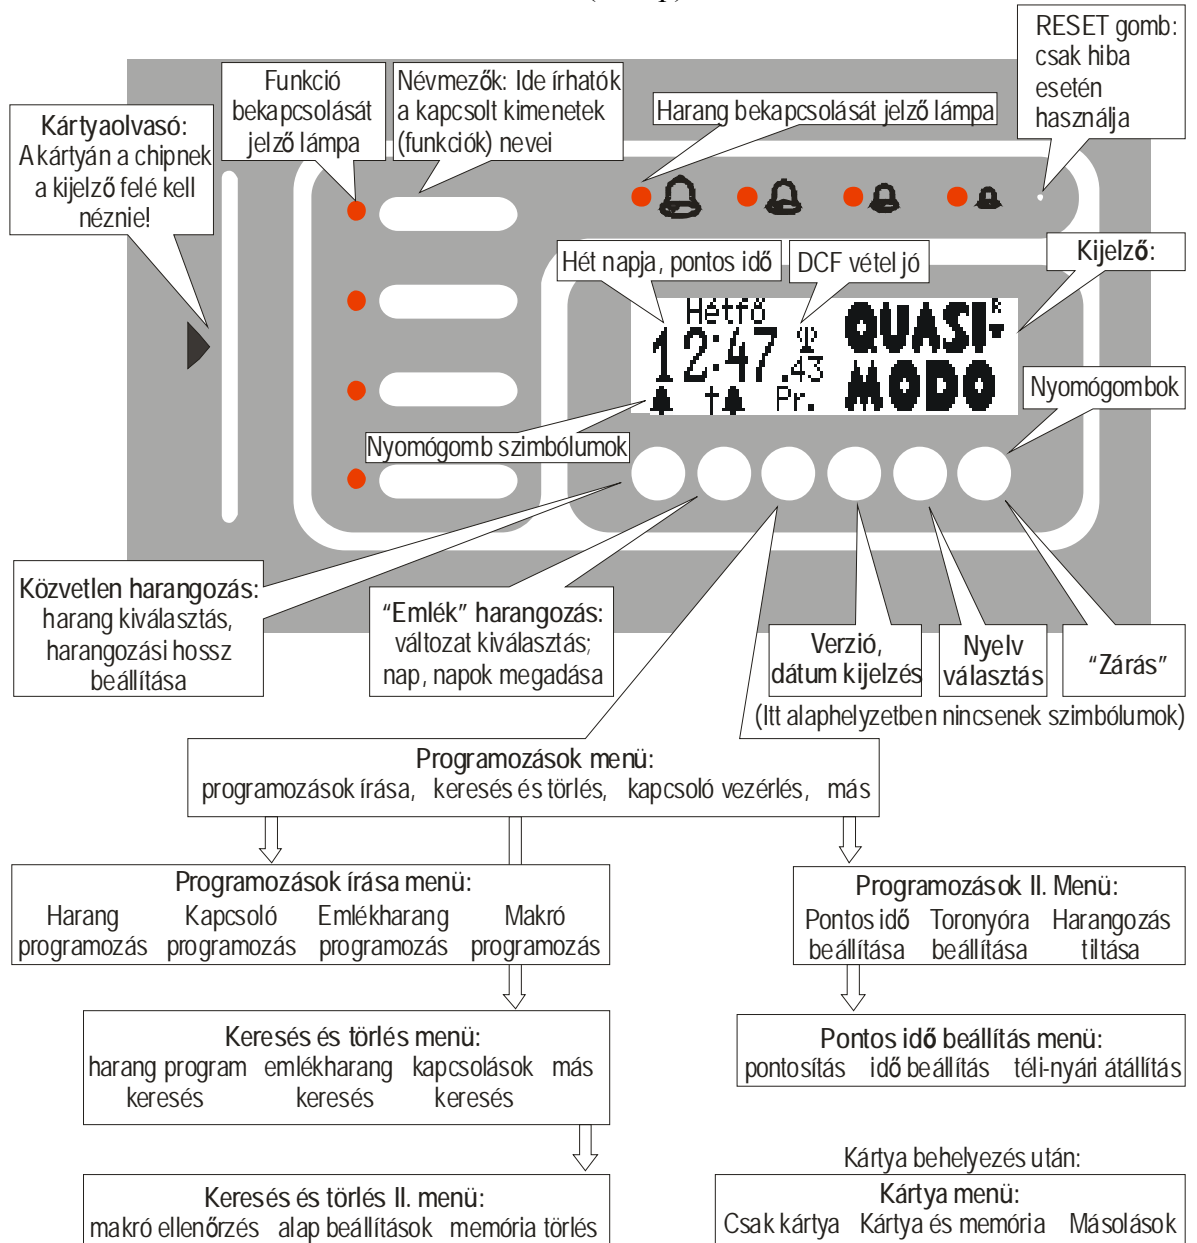 RESET gomb:
csak hiba
esetén
használja
Funkció
bekapcsolását
jelző lámpa
Névmezők: Ide írhatók
a kapcsolt kimenetek
(funkciók) nevei
Harang bekapcsolását jelző lámpa
Kártyaolvasó:
A kártyán a chipnek
a kijelző felé kell
néznie!
Hét napja, pontos idő
DCF vétel jó
Kijelző:
Hétfő
12:47.43
Pr.
QUASI-
MODO
R
Nyomógombok
Nyomógomb szimbólumok
Közvetlen harangozás:
harang kiválasztás,
harangozási hossz
beállítása
“Emlék” harangozás:
változat kiválasztás;
nap, napok megadása
Verzió,
dátum kijelzés
Nyelv
választás
“Zárás”
(Itt alaphelyzetben nincsenek szimbólumok)
Programozások menü:
programozások írása, keresés és törlés, kapcsoló vezérlés, más
Programozások írása menü:
Harang Kapcsoló Emlékharang Makró
programozás programozás programozás programozás
Programozások II. Menü:
Pontos idő Toronyóra Harangozás
beállítása beállítása tiltása
Keresés és törlés menü:
harang program emlékharang kapcsolások más
keresés keresés keresés
Pontos idő beállítás menü:
pontosítás idő beállítás téli-nyári átállítás
Keresés és törlés II. menü:
makró ellenőrzés alap beállítások memória törlés
Kártya behelyezés után:
Kártya menü:
Csak kártya Kártya és memória Másolások